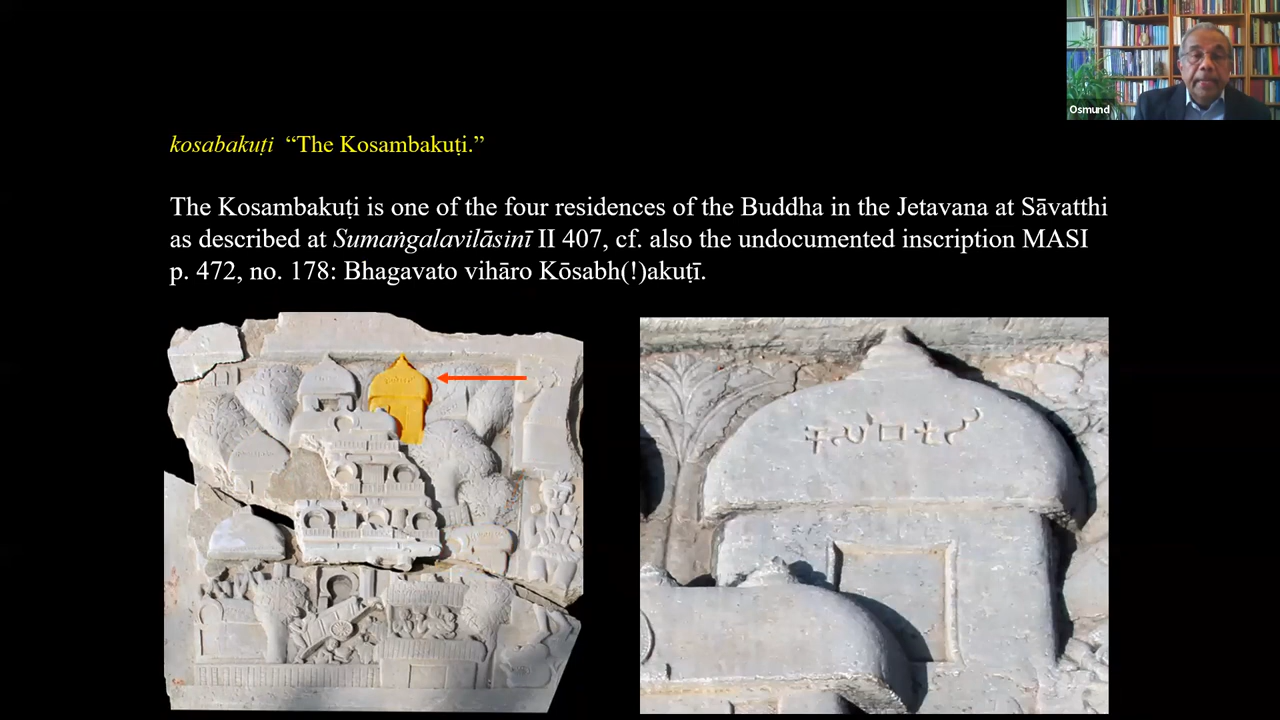 Osmund
kosabakuṭi “The Kosambakuṭi.”
The Kosambakuṭi is one of the four residences of the Buddha in the Jetavana at Sāvatthi
as described at Sumaṅgalavilāsinī II 407, cf. also the undocumented inscription MASI
p. 472, no. 178: Bhagavato vihāro Kōsabh(!)akuṭī.
𑀓𑁄𑀲𑀩𑀓𑀼𑀝𑀺